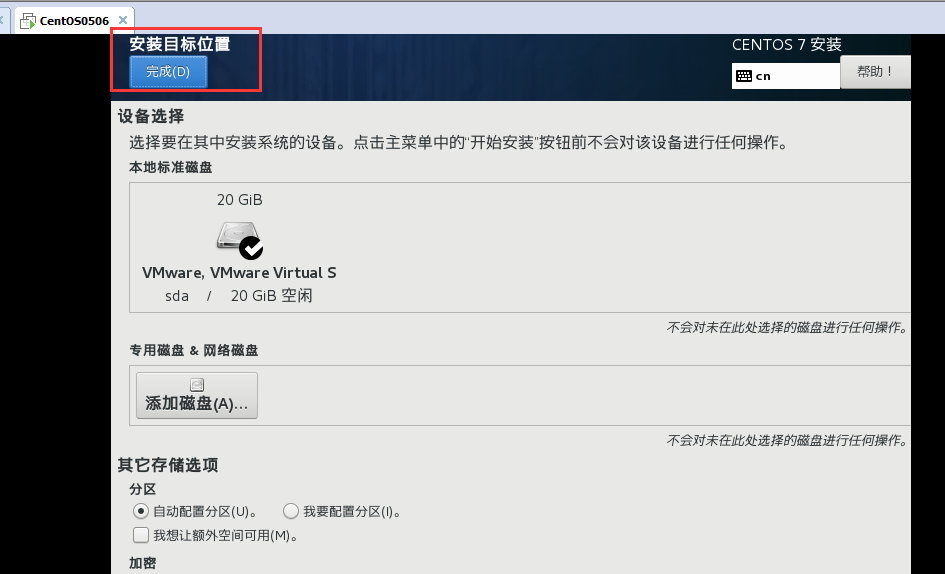 CentOS0506
安装目标位置
CENTOS 7 安装
完成(D)
cn
帮助！
设备选择
选择要在其中安装系统的设备。点击主菜单中的“开始安装”按钮前不会对该设备进行任何操作。
本地标准磁盘
20 GiB
VMware, VMware Virtual S
sda / 20 GiB 空闲
不会对未在此处选择的磁盘进行任何操作。
专用磁盘 & 网络磁盘
添加磁盘(A)...
不会对未在此处选择的磁盘进行任何操作。
其它存储选项
分区
自动配置分区(U)。 我要配置分区(I)。
我想让额外空间可用(M)。
加密